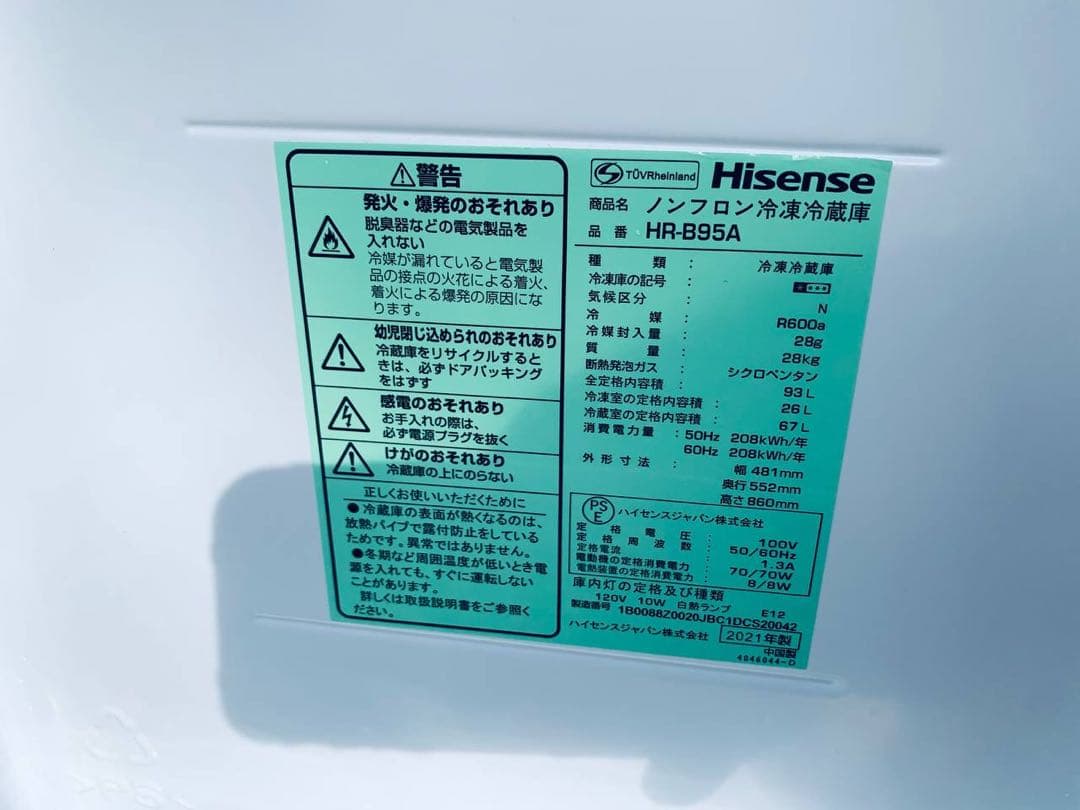 ⚠警告
発火・爆発のおそれあり
脱臭器などの電気製品を
入れない
冷媒が漏れていると電気製
品の接点の火花による着火、
着火による爆発の原因にな
ります。
幼児閉じ込められのおそれあり
冷蔵庫をリサイクルすると
きは、必ずドアパッキング
をはずす
感電のおそれあり
お手入れの際は、
必ず電源プラグを抜く
けがのおそれあり
冷蔵庫の上にのらない
正しくお使いいただくために
●冷蔵庫の表面が熱くなるのは、
放熱パイプで露付防止をしている
ためです。異常ではありません。
●冬期など周囲温度が低いとき電
源を入れても、すぐに運転しない
ことがあります。
詳しくは取扱説明書をご参照く
ださい。
TÜVRheinland Hisense
商品名 ノンフロン冷凍冷蔵庫
品番 HR-B95A
種類: 冷凍冷蔵庫
冷凍庫の記号:
気候区分: N
冷媒: R600a
冷媒封入量: 28g
質量: 28kg
断熱発泡ガス: シクロペンタン
全定格内容積: 93L
冷凍室の定格内容積: 26L
冷蔵室の定格内容積: 67L
消費電力量:50Hz 208kWh/年
60Hz 208kWh/年
外形寸法: 幅 481mm
奥行 552mm
高さ 860mm
PSE ハイセンスジャパン株式会社
定格電圧: 100V
定格周波数: 50/60Hz
定格電流: 1.3A
電動機の定格消費電力: 70/70W
電熱装置の定格消費電力: 8/8W
庫内灯の定格及び種類
120V 10W 白熱ランプ E12
製造番号 1B0088Z0020JBC1DCS20042
ハイセンスジャパン株式会社 2021年製
中国製
4046044-D